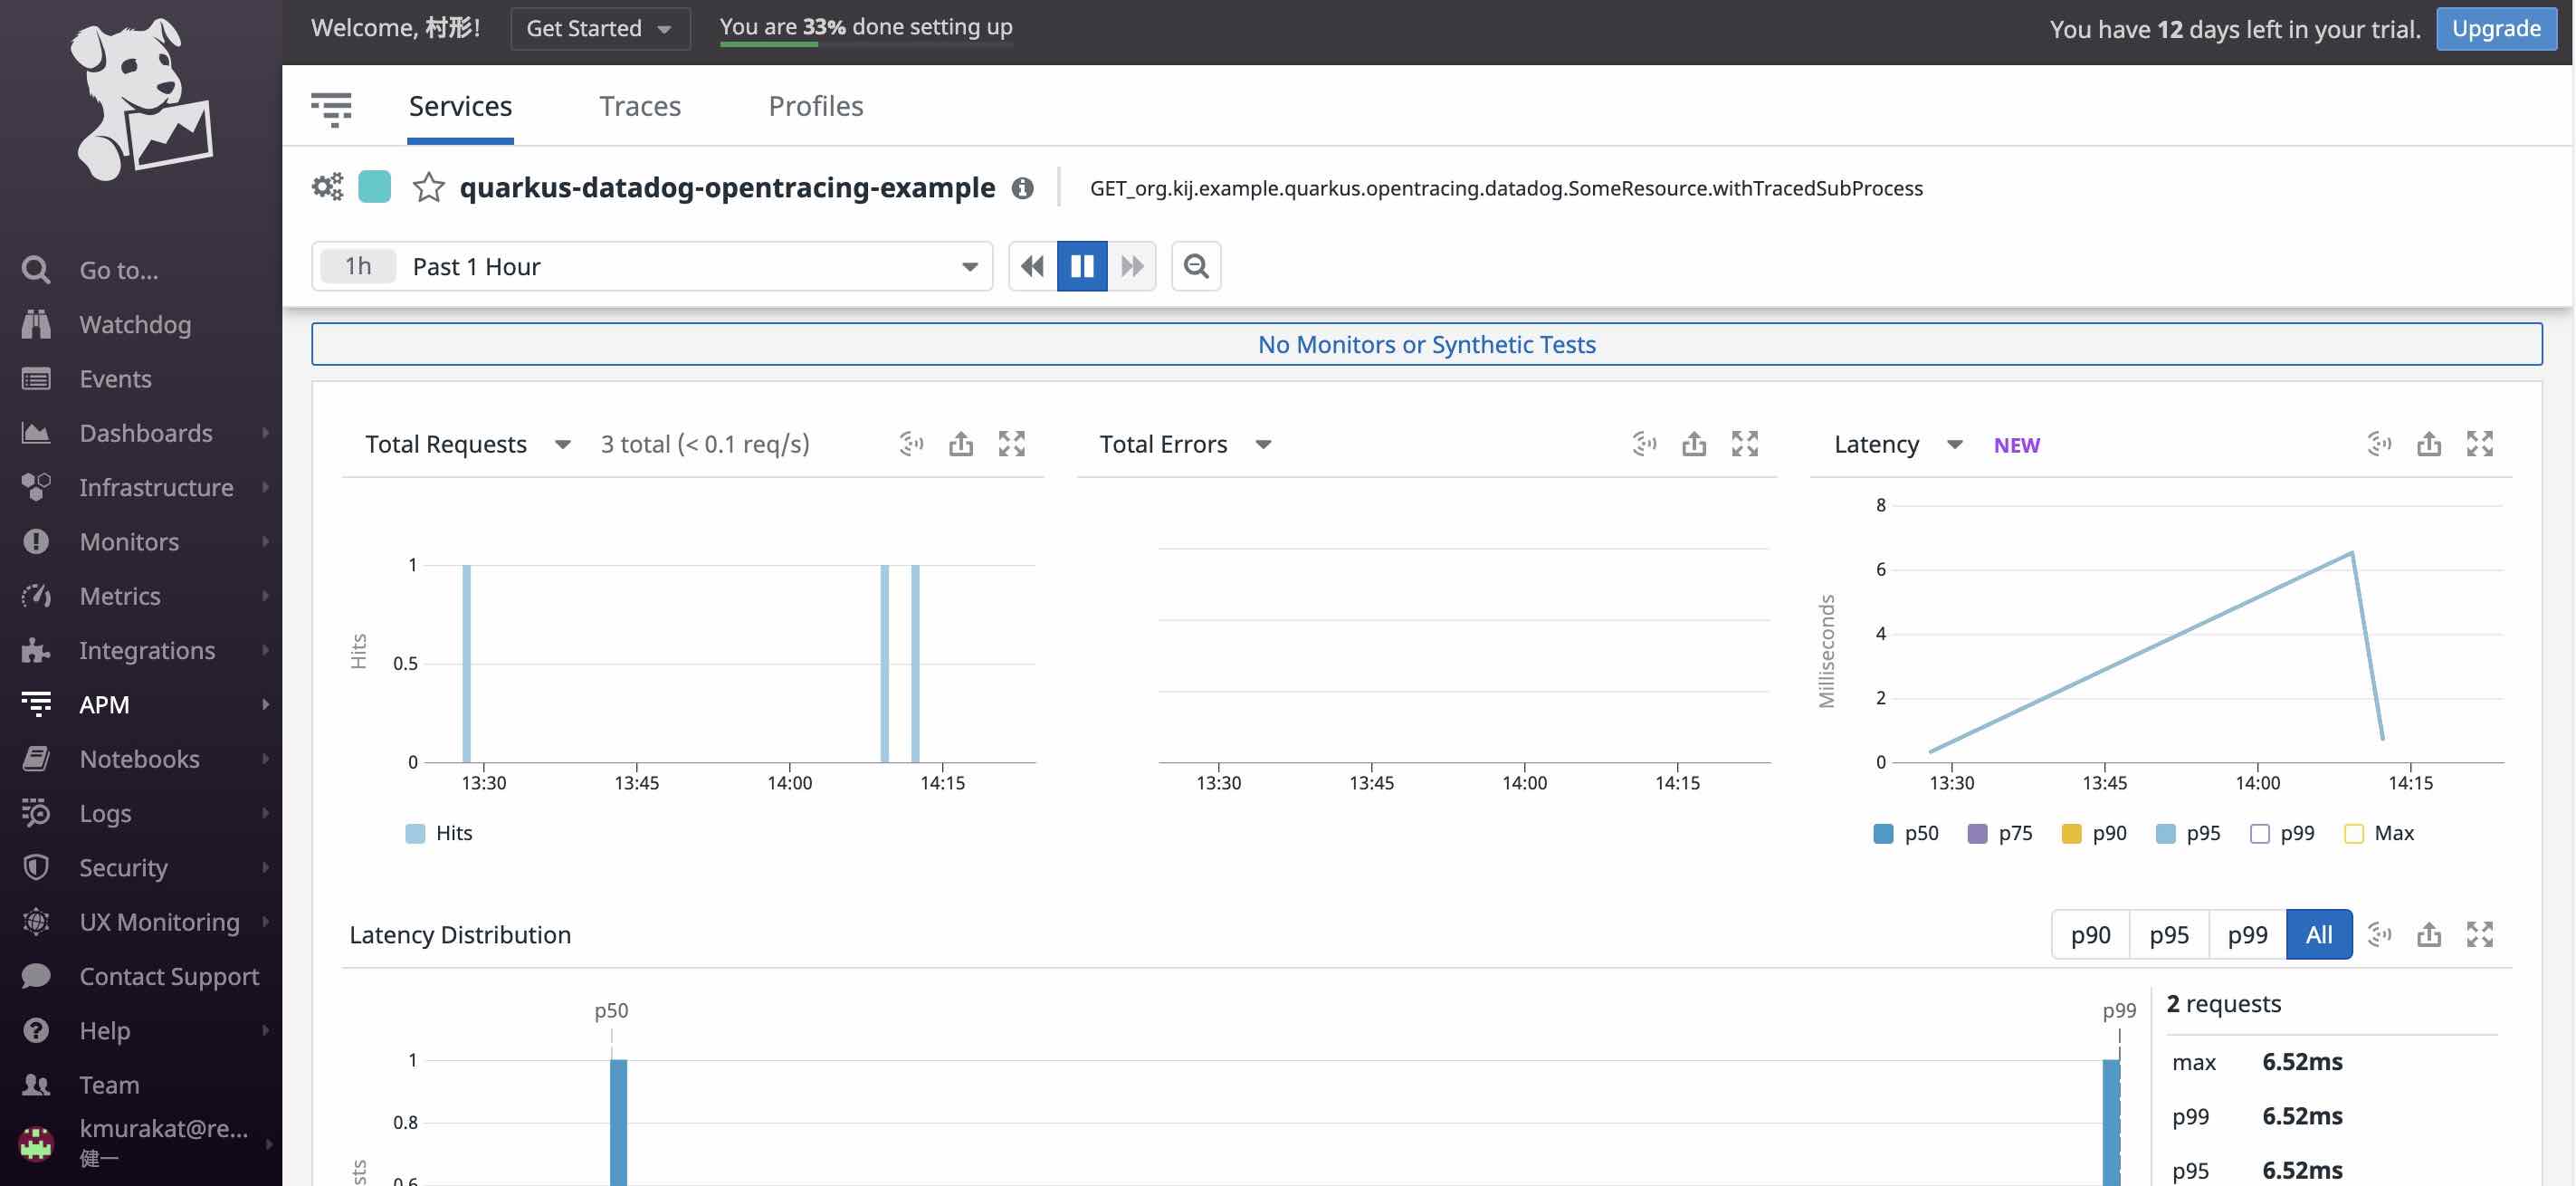 Welcome, 村形! Get Started You are 33% done setting up You have 12 days left in your trial. Upgrade
Services Traces Profiles
quarkus-datadog-opentracing-example GET_org.kij.example.quarkus.opentracing.datadog.SomeResource.withTracedSubProcess
1h Past 1 Hour
Go to...
Watchdog
Events
Dashboards
Infrastructure
Monitors
Metrics
Integrations
APM
Notebooks
Logs
Security
UX Monitoring
Contact Support
Help
Team
kmurakat@re...
健一
No Monitors or Synthetic Tests
Total Requests 3 total (< 0.1 req/s)
1
0.5
0
Hits
13:30 13:45 14:00 14:15
Hits
Total Errors
13:30 13:45 14:00 14:15
Latency NEW
8
6
4
2
0
Milliseconds
13:30 13:45 14:00 14:15
p50 p75 p90 p95 p99 Max
Latency Distribution p90 p95 p99 All
p50 p99
1
0.8
0.6
sts
2 requests
max 6.52ms
p99 6.52ms
p95 6.52ms